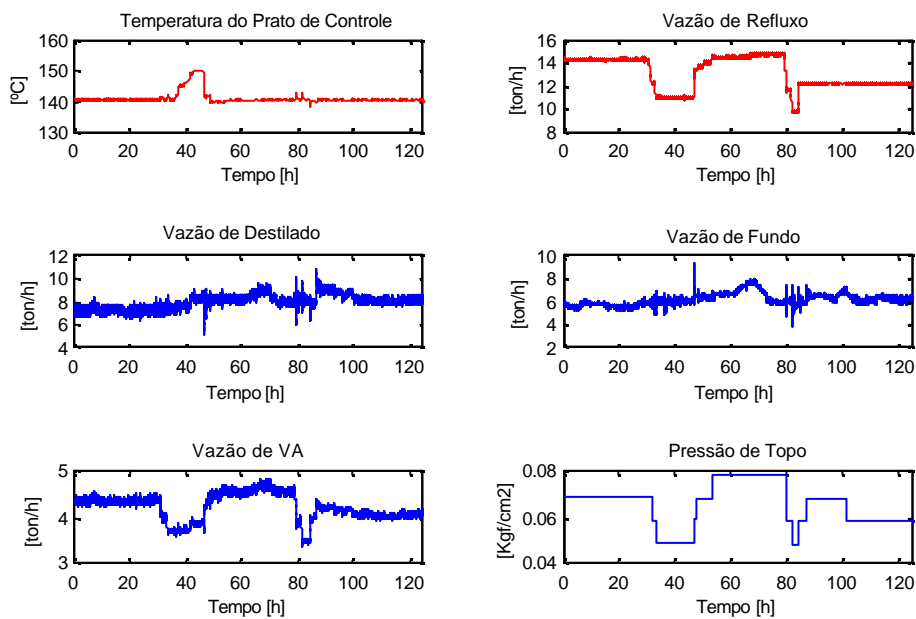 Temperatura do Prato de Controle
160
150
140
130
[ºC]
0 20 40 60 80 100 120
Tempo [h]
Vazão de Refluxo
16
14
12
10
8
[ton/h]
0 20 40 60 80 100 120
Tempo [h]
Vazão de Destilado
12
10
8
6
4
[ton/h]
0 20 40 60 80 100 120
Tempo [h]
Vazão de Fundo
10
8
6
4
2
[ton/h]
0 20 40 60 80 100 120
Tempo [h]
Vazão de VA
5
4
3
[ton/h]
0 20 40 60 80 100 120
Tempo [h]
Pressão de Topo
0.08
0.06
0.04
[Kgf/cm2]
0 20 40 60 80 100 120
Tempo [h]